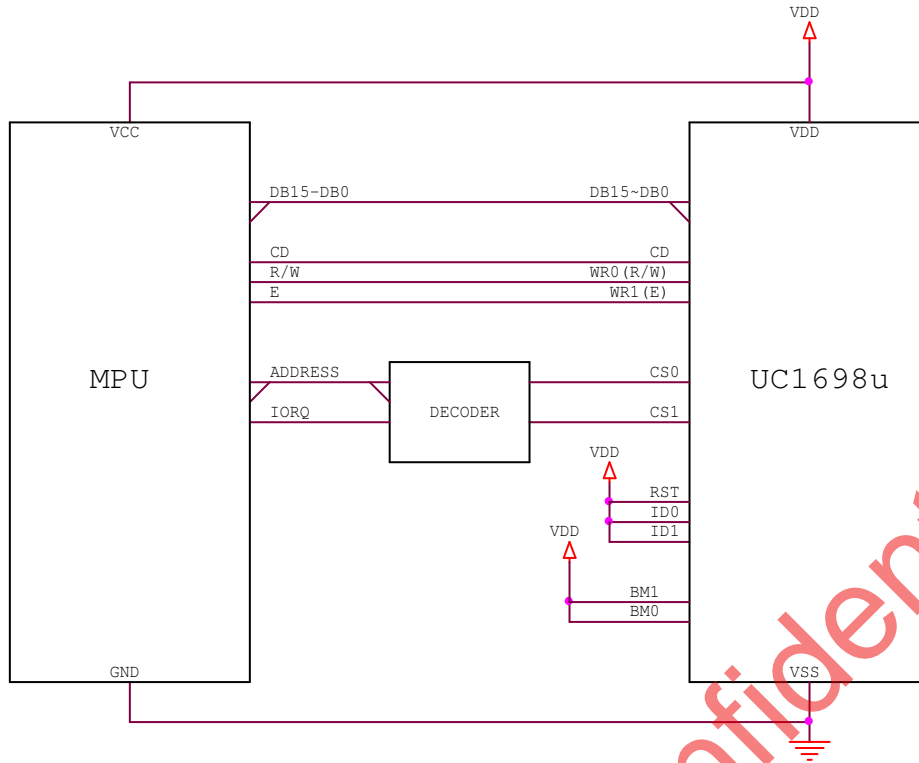 VDD
VCC
VDD
DB15-DB0
DB15~DB0
CD
CD
R/W
WR0(R/W)
E
WR1(E)
MPU
UC1698u
ADDRESS
CS0
DECODER
IORQ
CS1
VDD
RST
ID0
VDD
ID1
BM1
BM0
GND
VSS